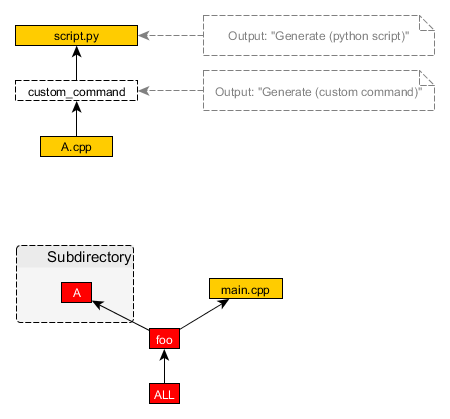 script.py
Output: "Generate (python script)"
custom_command
Output: "Generate (custom command)"
A.cpp
Subdirectory
A
main.cpp
foo
ALL